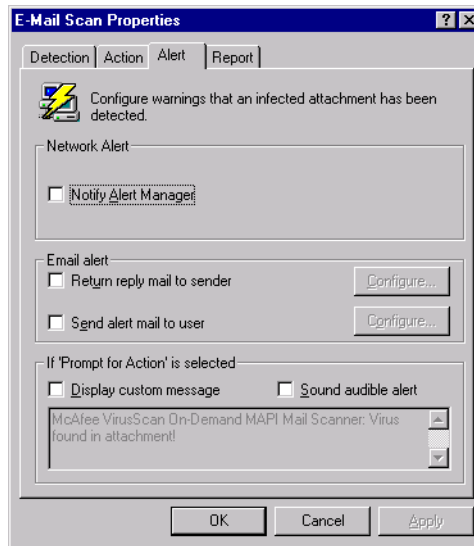 E-Mail Scan Properties
Detection Action Alert Report
Configure warnings that an infected attachment has been
detected.
Network Alert
Notify Alert Manager
Email alert
Return reply mail to sender Configure...
Send alert mail to user Configure...
If 'Prompt for Action' is selected
Display custom message Sound audible alert
McAfee VirusScan On-Demand MAPI Mail Scanner: Virus
found in attachment!
OK Cancel Apply